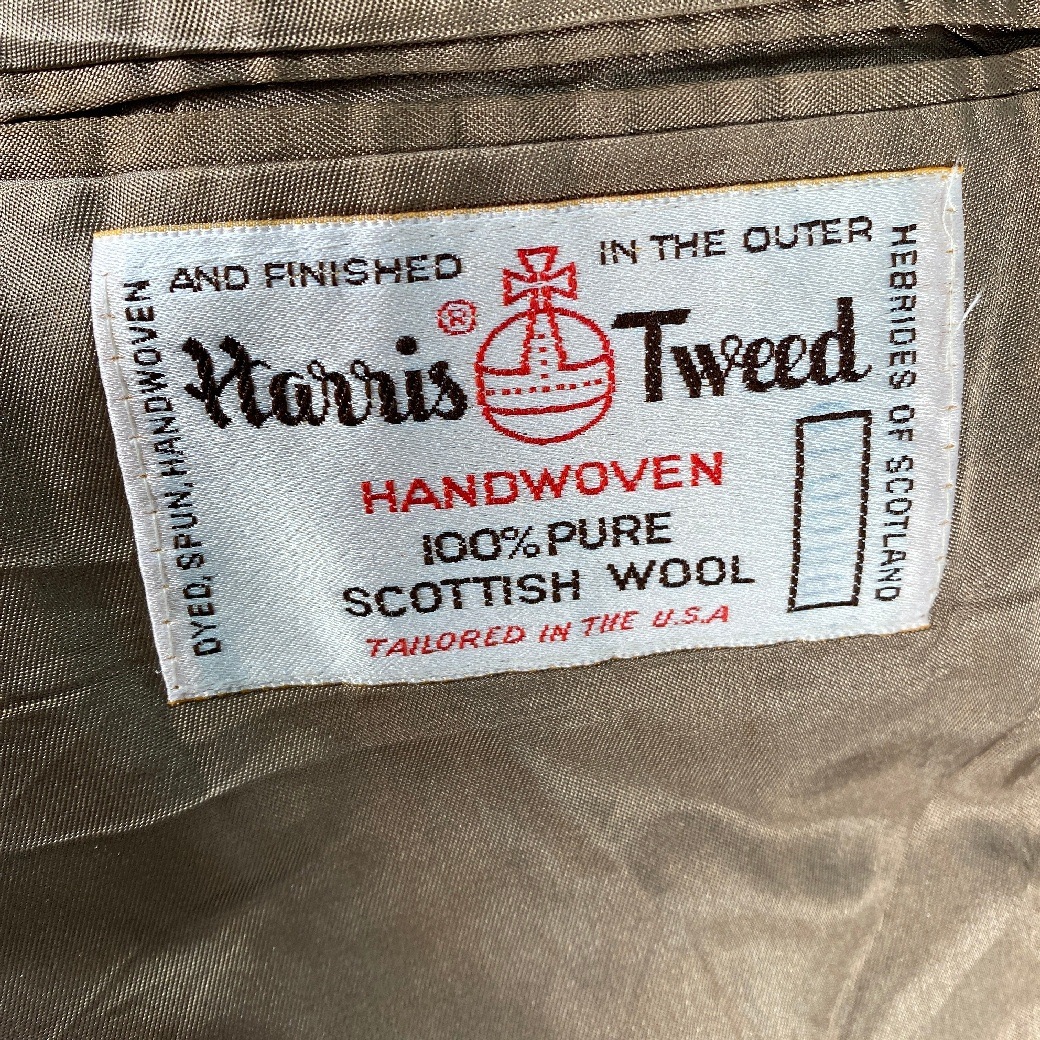 DYED, SPUN, HANDWOVEN
AND FINISHED
IN THE OUTER
HEBRIDES OF SCOTLAND
Harris ® Tweed
HANDWOVEN
100% PURE
SCOTTISH WOOL
TAILORED IN THE U.S.A